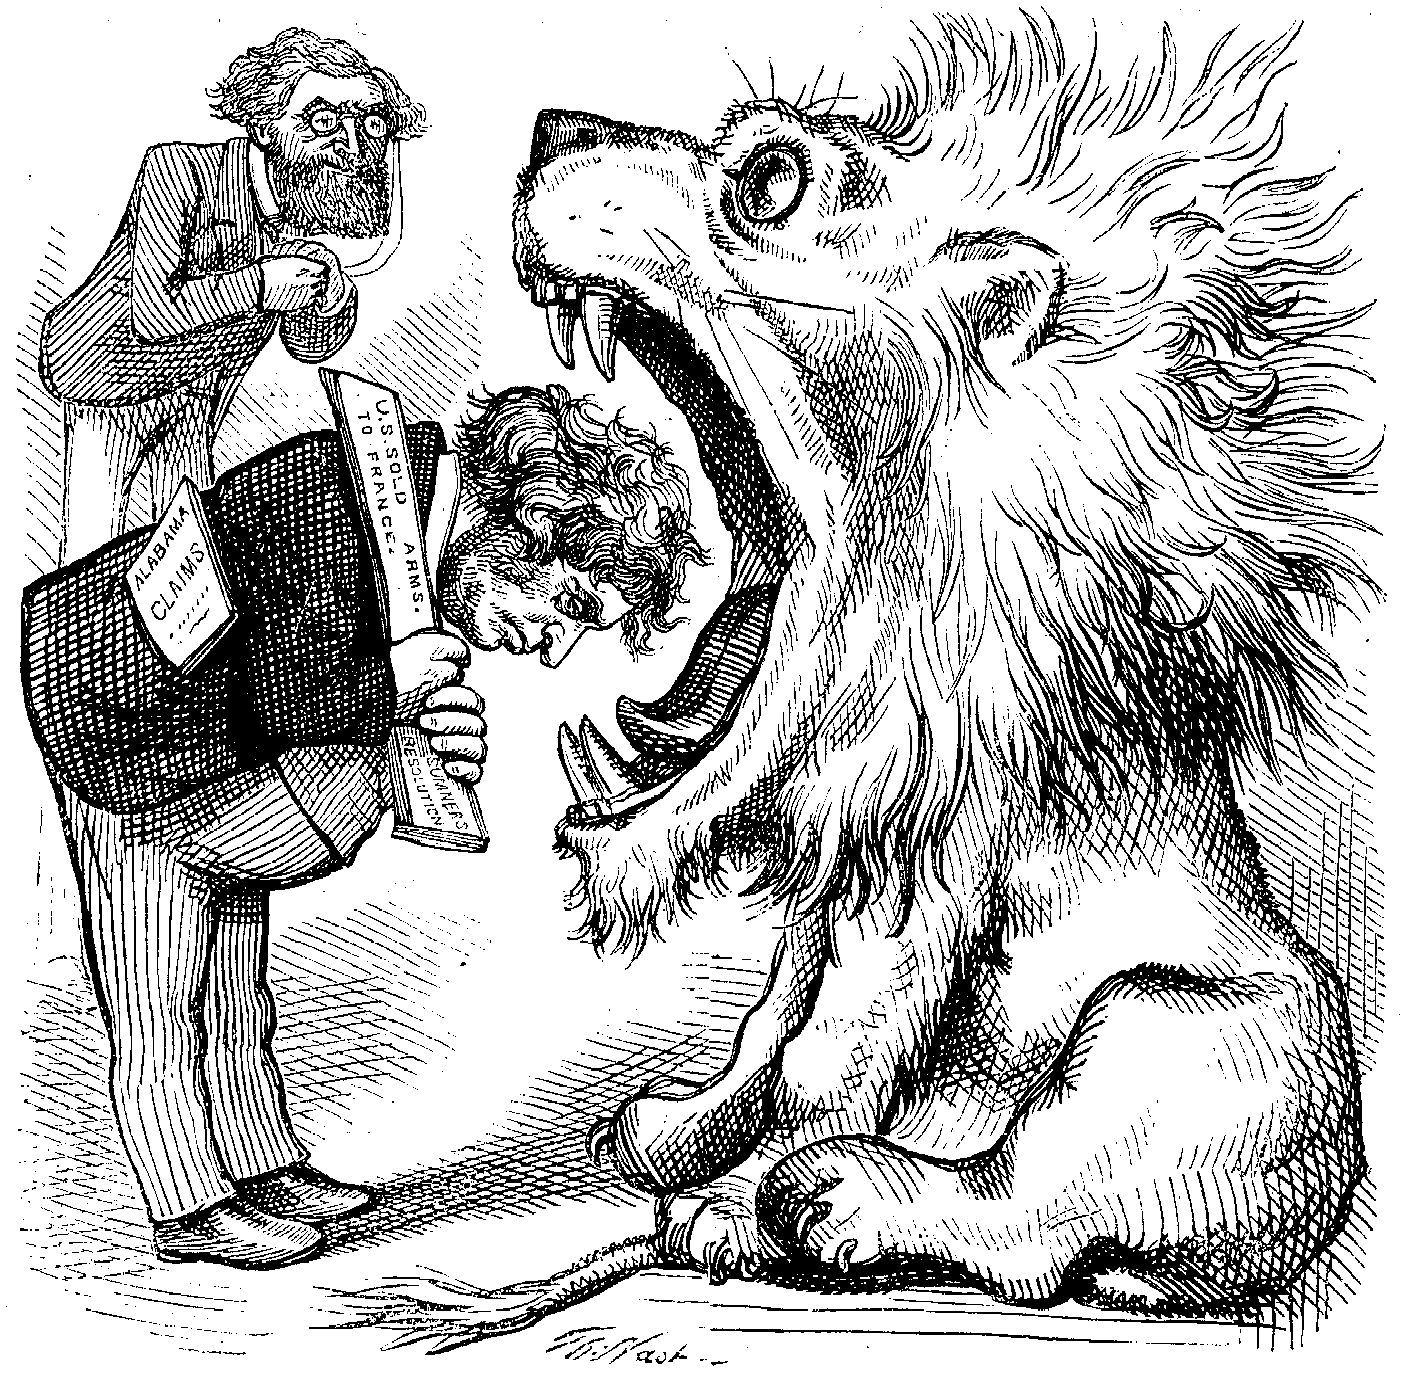 U.S SOLD ARMS.
TO FRANCE.
ALABAMA
CLAIMS
SUMNER'S
RESOLUTION
Th: Nast